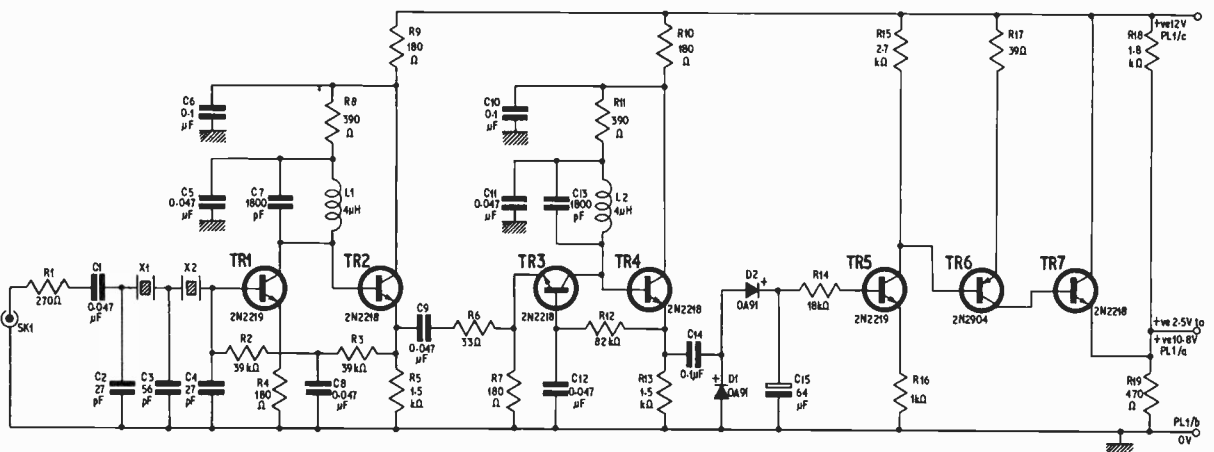 +ve12V
PL1/c
R9
180
Ω
R10
180
Ω
R15
2.7
kΩ
R17
39Ω
R18
1.8
kΩ
C6
0.1
µF
R8
390
Ω
C10
0.1
µF
R11
390
Ω
C5
0.047
µF
C7
1800
pF
L1
4µH
C11
0.047
µF
C13
1800
pF
L2
4µH
TR1
TR2
TR3
TR4
TR5
TR6
TR7
R1
270Ω
C1
0.047
µF
X1
X2
2N2219
2N2218
C9
0.047
µF
R6
33Ω
2N2218
2N2218
D2
OA91
R14
18kΩ
2N2219
2N2904
2N2218
SK1
R2
39kΩ
R3
39kΩ
R12
82kΩ
C14
0.1µF
+ve2-5V to
+ve10-8V
PL1/a
C2
27
pF
C3
56
pF
C4
27
pF
R4
180
Ω
C8
0.047
µF
R5
1.5
kΩ
R7
180
Ω
C12
0.047
µF
R13
1.5
kΩ
+
D1
OA91
+
C15
64
µF
R16
1kΩ
R19
470
Ω
PL1/b
0V